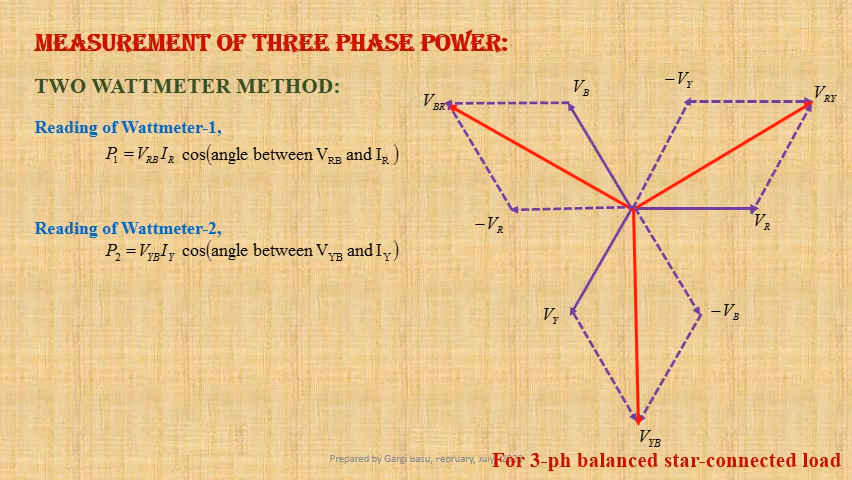 MEASUREMENT OF THREE PHASE POWER:
TWO WATTMETER METHOD:
Reading of Wattmeter-1,
P₁ = V_RB I_R cos(angle between V_RB and I_R)
Reading of Wattmeter-2,
P₂ = V_YB I_Y cos(angle between V_YB and I_Y)
V_BR
V_B
−V_Y
V_RY
−V_R
V_R
V_Y
−V_B
V_YB
Prepared by Gargi Basu, February, July
For 3-ph balanced star-connected load